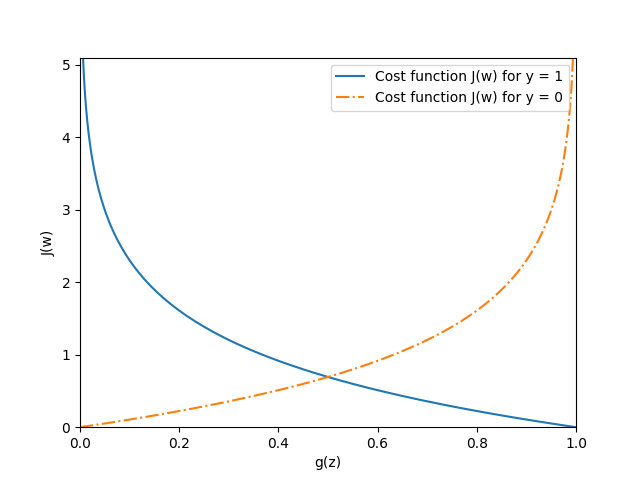 Cost function J(w) for y = 1
Cost function J(w) for y = 0
5
4
3
2
1
0
J(w)
0.0 0.2 0.4 0.6 0.8 1.0
g(z)